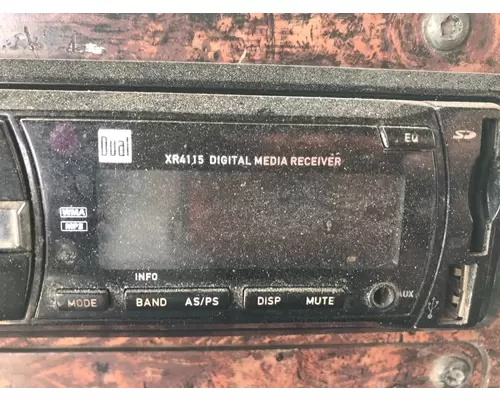 Dual
XR4115 DIGITAL MEDIA RECEIVER
EQ
SD
WMA
MP3
INFO
MODE BAND AS/PS DISP MUTE AUX